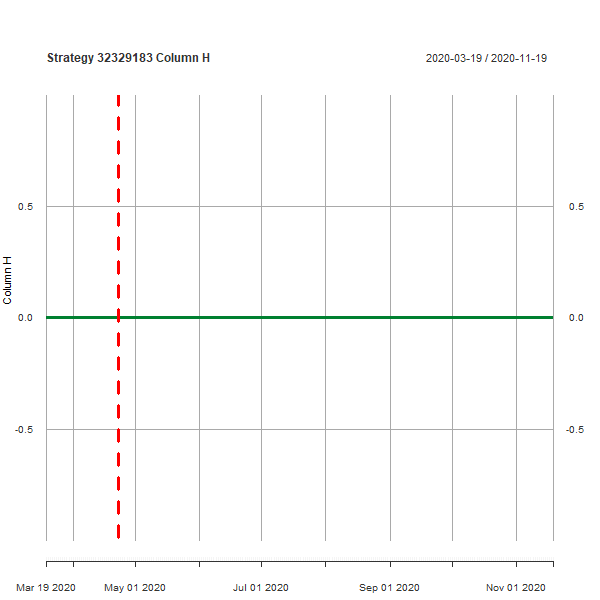 Strategy 32329183 Column H
2020-03-19 / 2020-11-19
0.5
0.5
Column H
0.0
0.0
-0.5
-0.5
Mar 19 2020
May 01 2020
Jul 01 2020
Sep 01 2020
Nov 01 2020